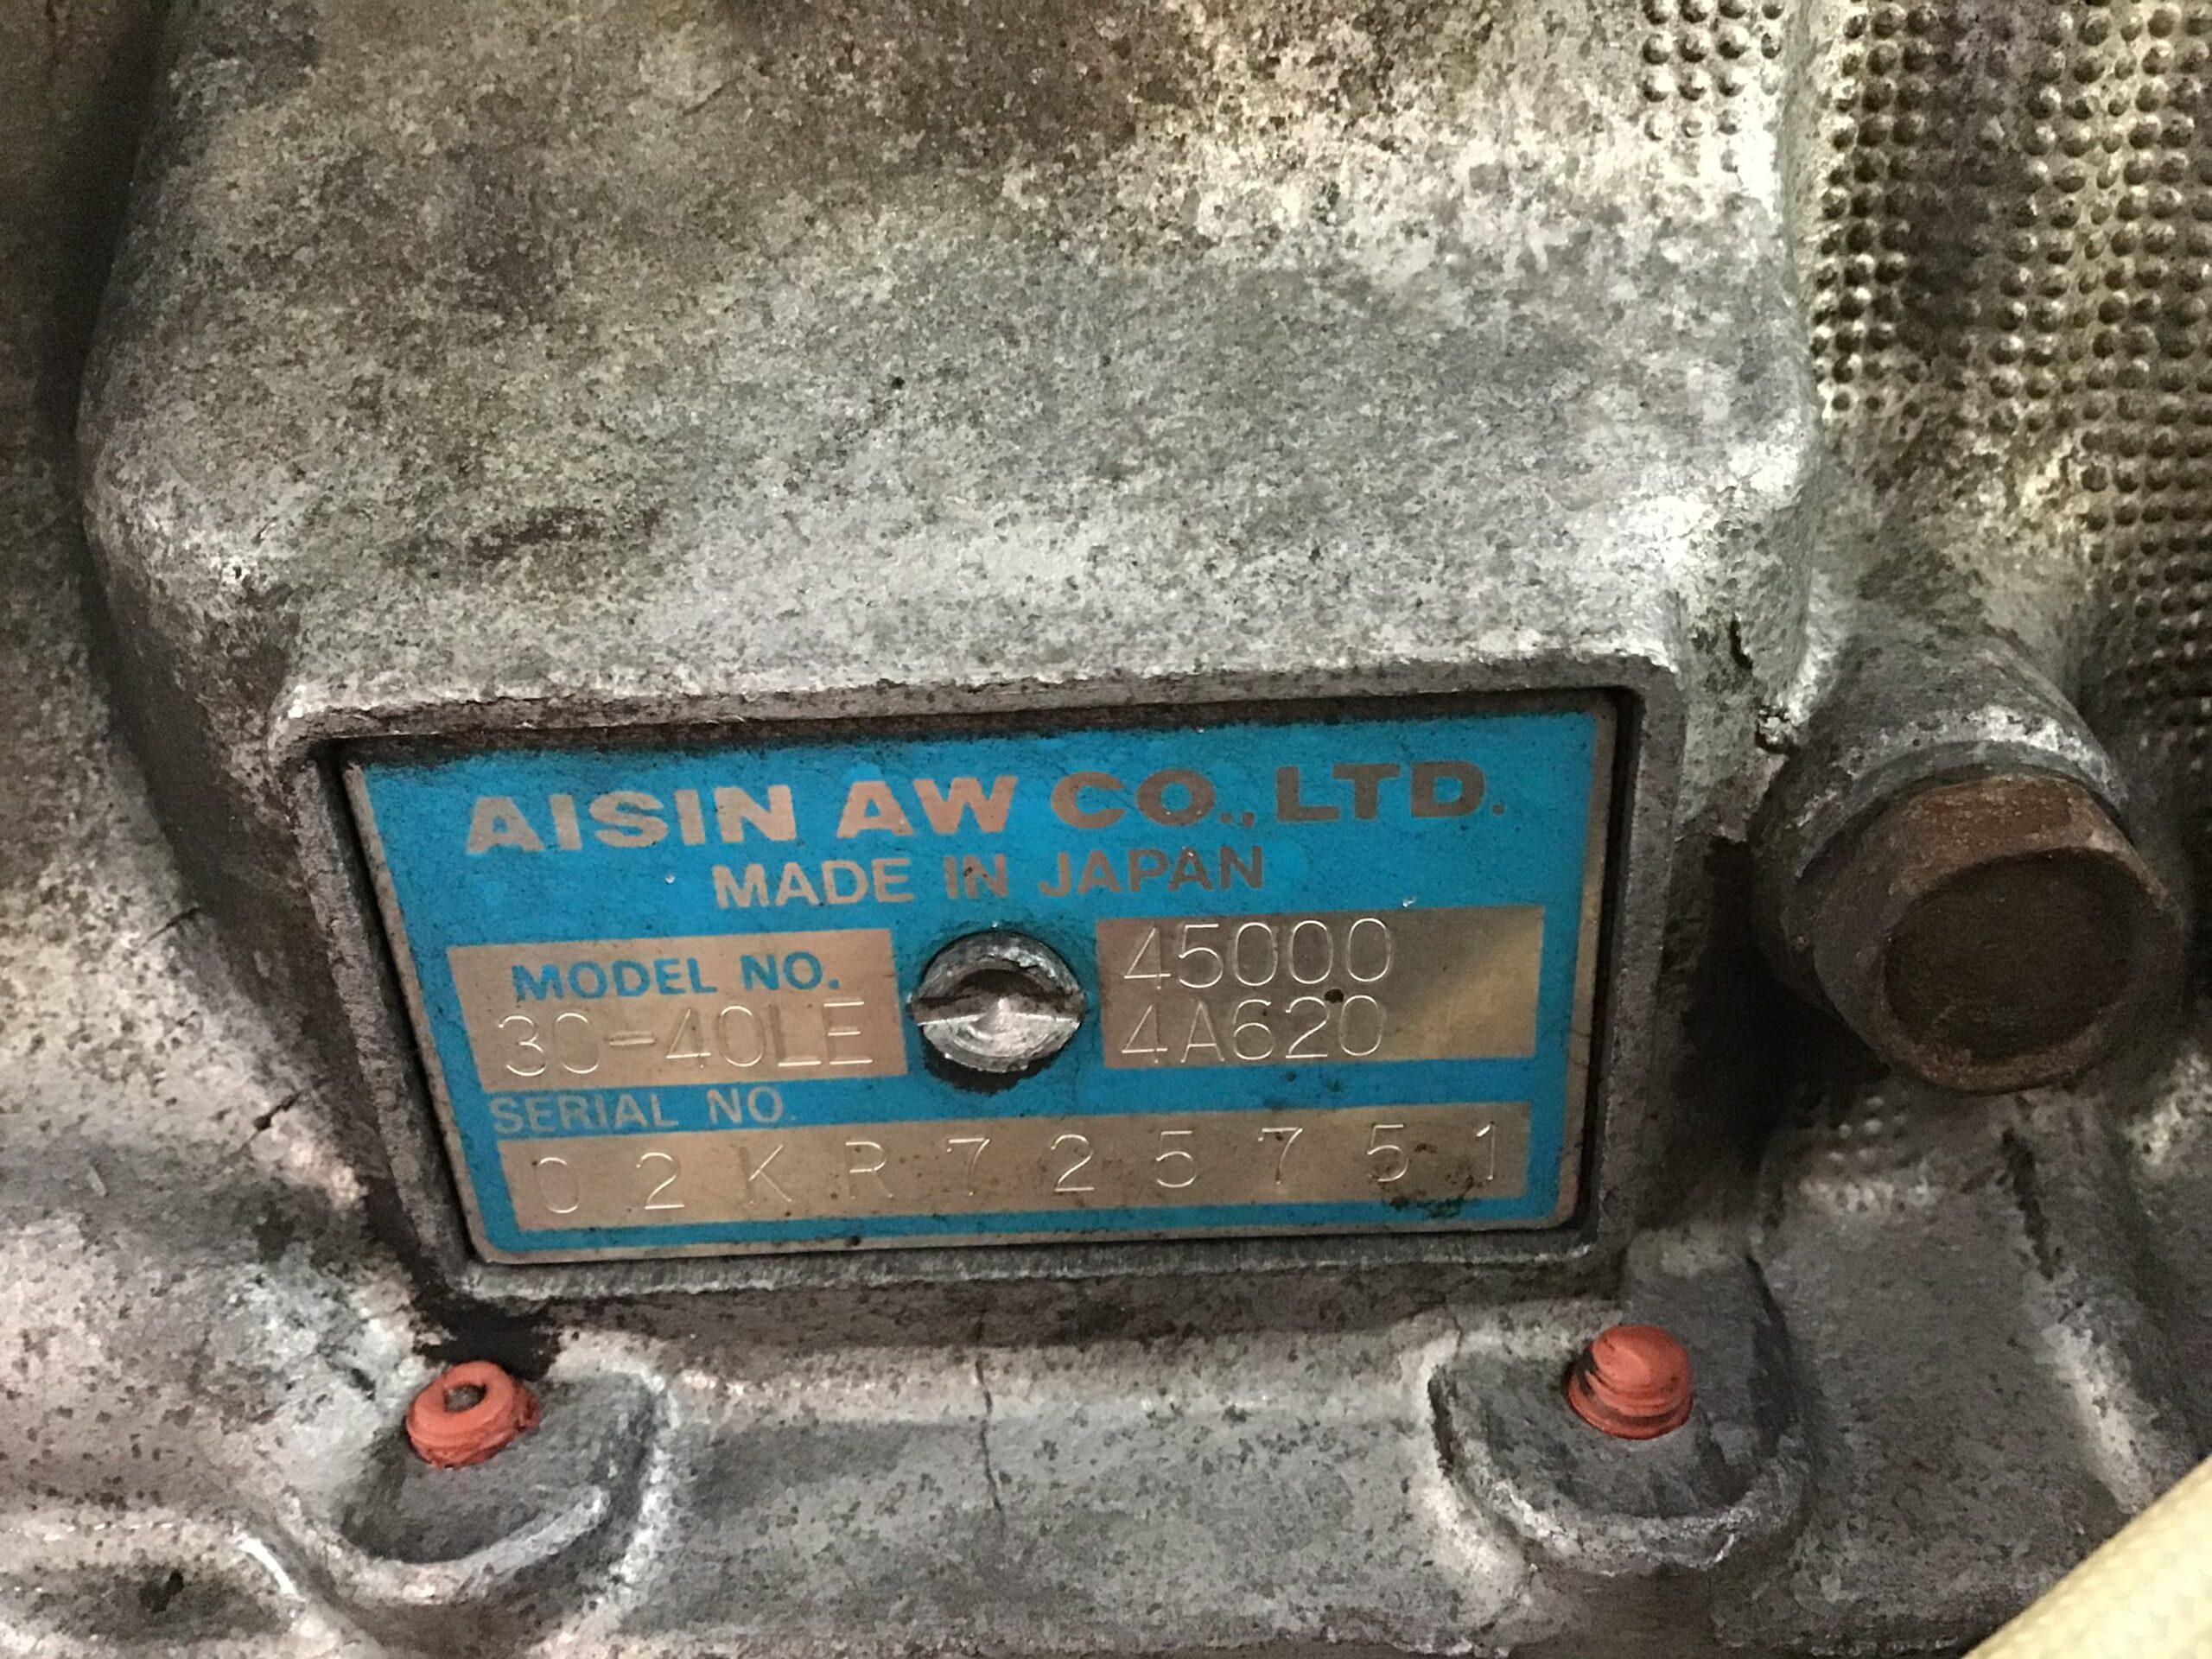 AISIN AW CO., LTD.
MADE IN JAPAN
MODEL NO.
30-40LE
45000
4A620
SERIAL NO.
02KR725751